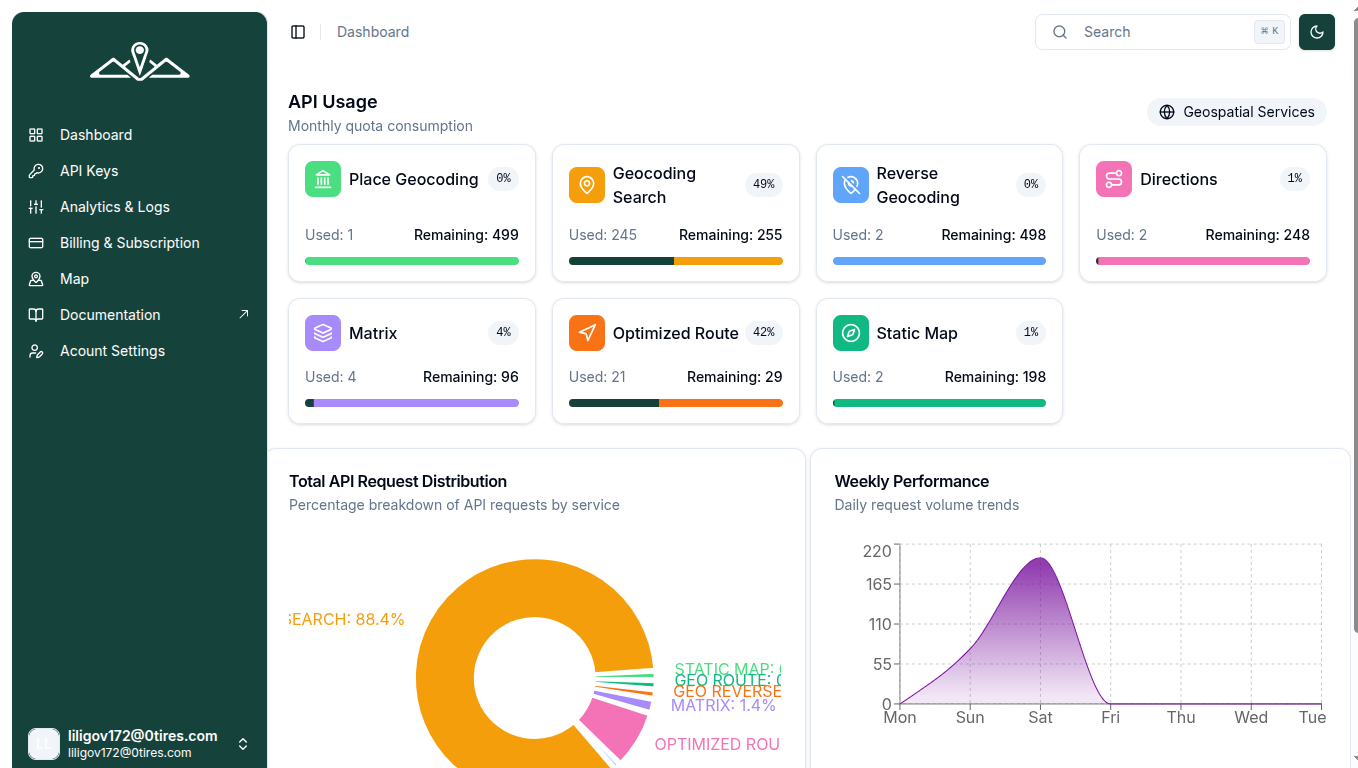 Dashboard
Search
⌘ K
Dashboard
API Keys
Analytics & Logs
Billing & Subscription
Map
Documentation
Acount Settings
liligov172@0tires.com
liligov172@0tires.com
API Usage
Monthly quota consumption
Geospatial Services
Place Geocoding 0%
Used: 1 Remaining: 499
Geocoding
Search
49%
Used: 245 Remaining: 255
Reverse
Geocoding
0%
Used: 2 Remaining: 498
Directions 1%
Used: 2 Remaining: 248
Matrix 4%
Used: 4 Remaining: 96
Optimized Route 42%
Used: 21 Remaining: 29
Static Map 1%
Used: 2 Remaining: 198
Total API Request Distribution
Percentage breakdown of API requests by service
SEARCH: 88.4%
STATIC MAP:
GEO ROUTE:
GEO REVERSE
MATRIX: 1.4%
OPTIMIZED ROU
Weekly Performance
Daily request volume trends
220
165
110
55
0
Mon Sun Sat Fri Thu Wed Tue